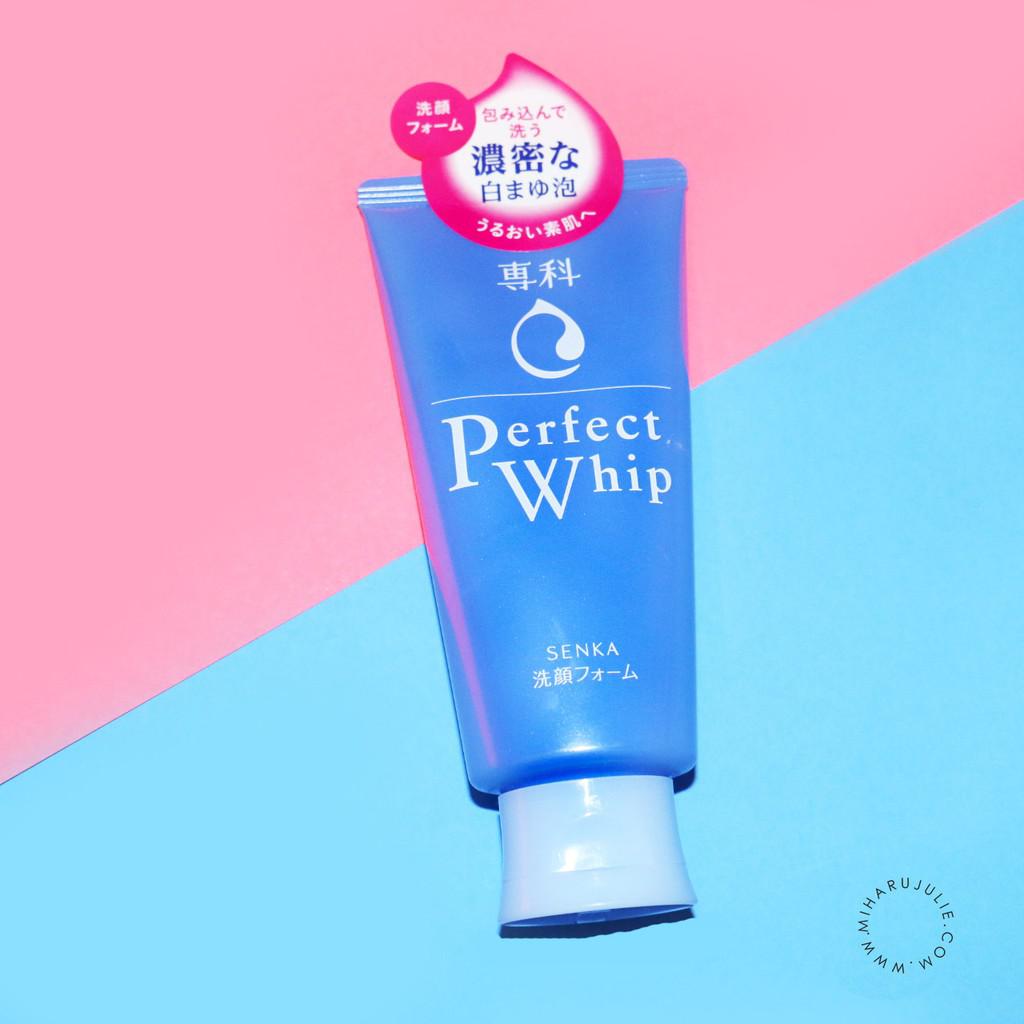 洗顔
フォーム
包み込んで
洗う
濃密な
白まゆ泡
うるおい素肌へ
専科
Perfect
Whip
SENKA
洗顔フォーム
WWW.MIHARUJULIE.COM